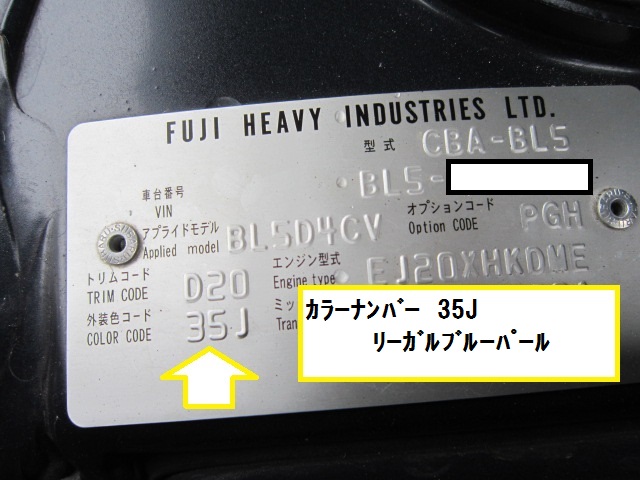 FUJI HEAVY INDUSTRIES LTD.
型式 CBA-BL5
車台番号 BL5-
VIN
アプライドモデル BL5D4CV オプションコード PGH
Applied model Option CODE
トリムコード D20 エンジン型式 EJ20XHKDME
TRIM CODE Engine type
外装色コード 35J ミッ
COLOR CODE Tran
ｶﾗｰﾅﾝﾊﾞｰ 35J
ﾘｰｶﾞﾙﾌﾞﾙｰﾊﾟｰﾙ